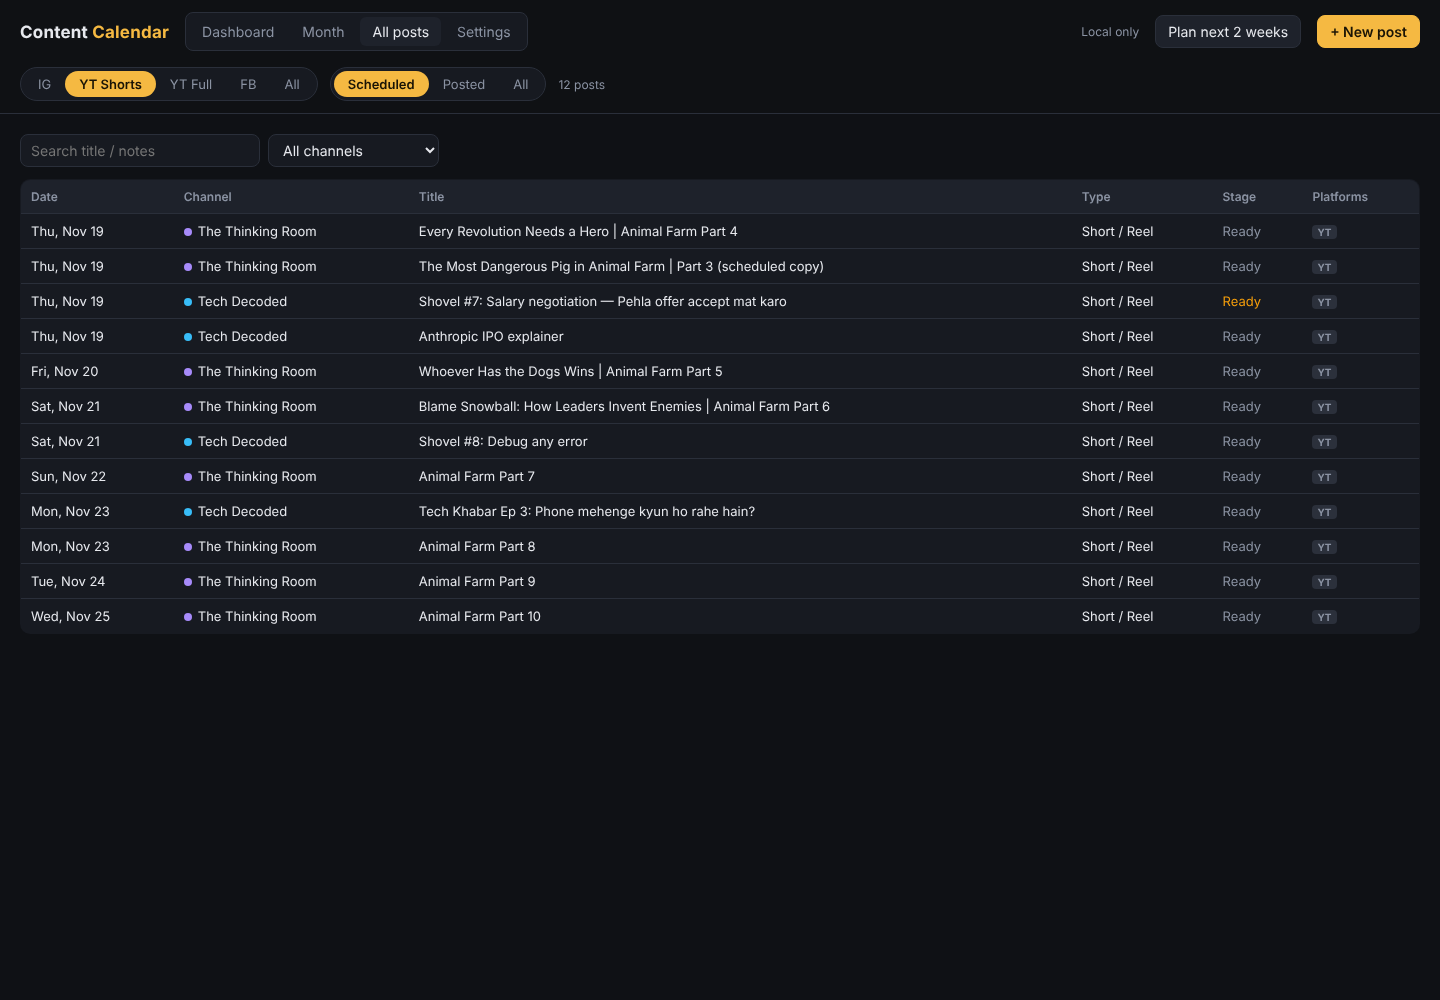 Content Calendar Dashboard Month All posts Settings Local only Plan next 2 weeks + New post
IG YT Shorts YT Full FB All Scheduled Posted All 12 posts
Search title / notes All channels
Date Channel Title Type Stage Platforms
Thu, Nov 19 The Thinking Room Every Revolution Needs a Hero | Animal Farm Part 4 Short / Reel Ready YT
Thu, Nov 19 The Thinking Room The Most Dangerous Pig in Animal Farm | Part 3 (scheduled copy) Short / Reel Ready YT
Thu, Nov 19 Tech Decoded Shovel #7: Salary negotiation — Pehla offer accept mat karo Short / Reel Ready YT
Thu, Nov 19 Tech Decoded Anthropic IPO explainer Short / Reel Ready YT
Fri, Nov 20 The Thinking Room Whoever Has the Dogs Wins | Animal Farm Part 5 Short / Reel Ready YT
Sat, Nov 21 The Thinking Room Blame Snowball: How Leaders Invent Enemies | Animal Farm Part 6 Short / Reel Ready YT
Sat, Nov 21 Tech Decoded Shovel #8: Debug any error Short / Reel Ready YT
Sun, Nov 22 The Thinking Room Animal Farm Part 7 Short / Reel Ready YT
Mon, Nov 23 Tech Decoded Tech Khabar Ep 3: Phone mehenge kyun ho rahe hain? Short / Reel Ready YT
Mon, Nov 23 The Thinking Room Animal Farm Part 8 Short / Reel Ready YT
Tue, Nov 24 The Thinking Room Animal Farm Part 9 Short / Reel Ready YT
Wed, Nov 25 The Thinking Room Animal Farm Part 10 Short / Reel Ready YT